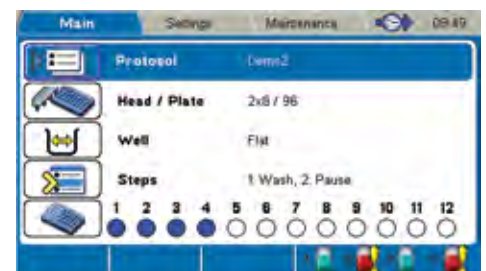 Main Settings Maintenance 09:49
Protocol Demo2
Head / Plate 2x8 / 96
Well Flat
Steps 1. Wash, 2. Pause
1 2 3 4 5 6 7 8 9 10 11 12